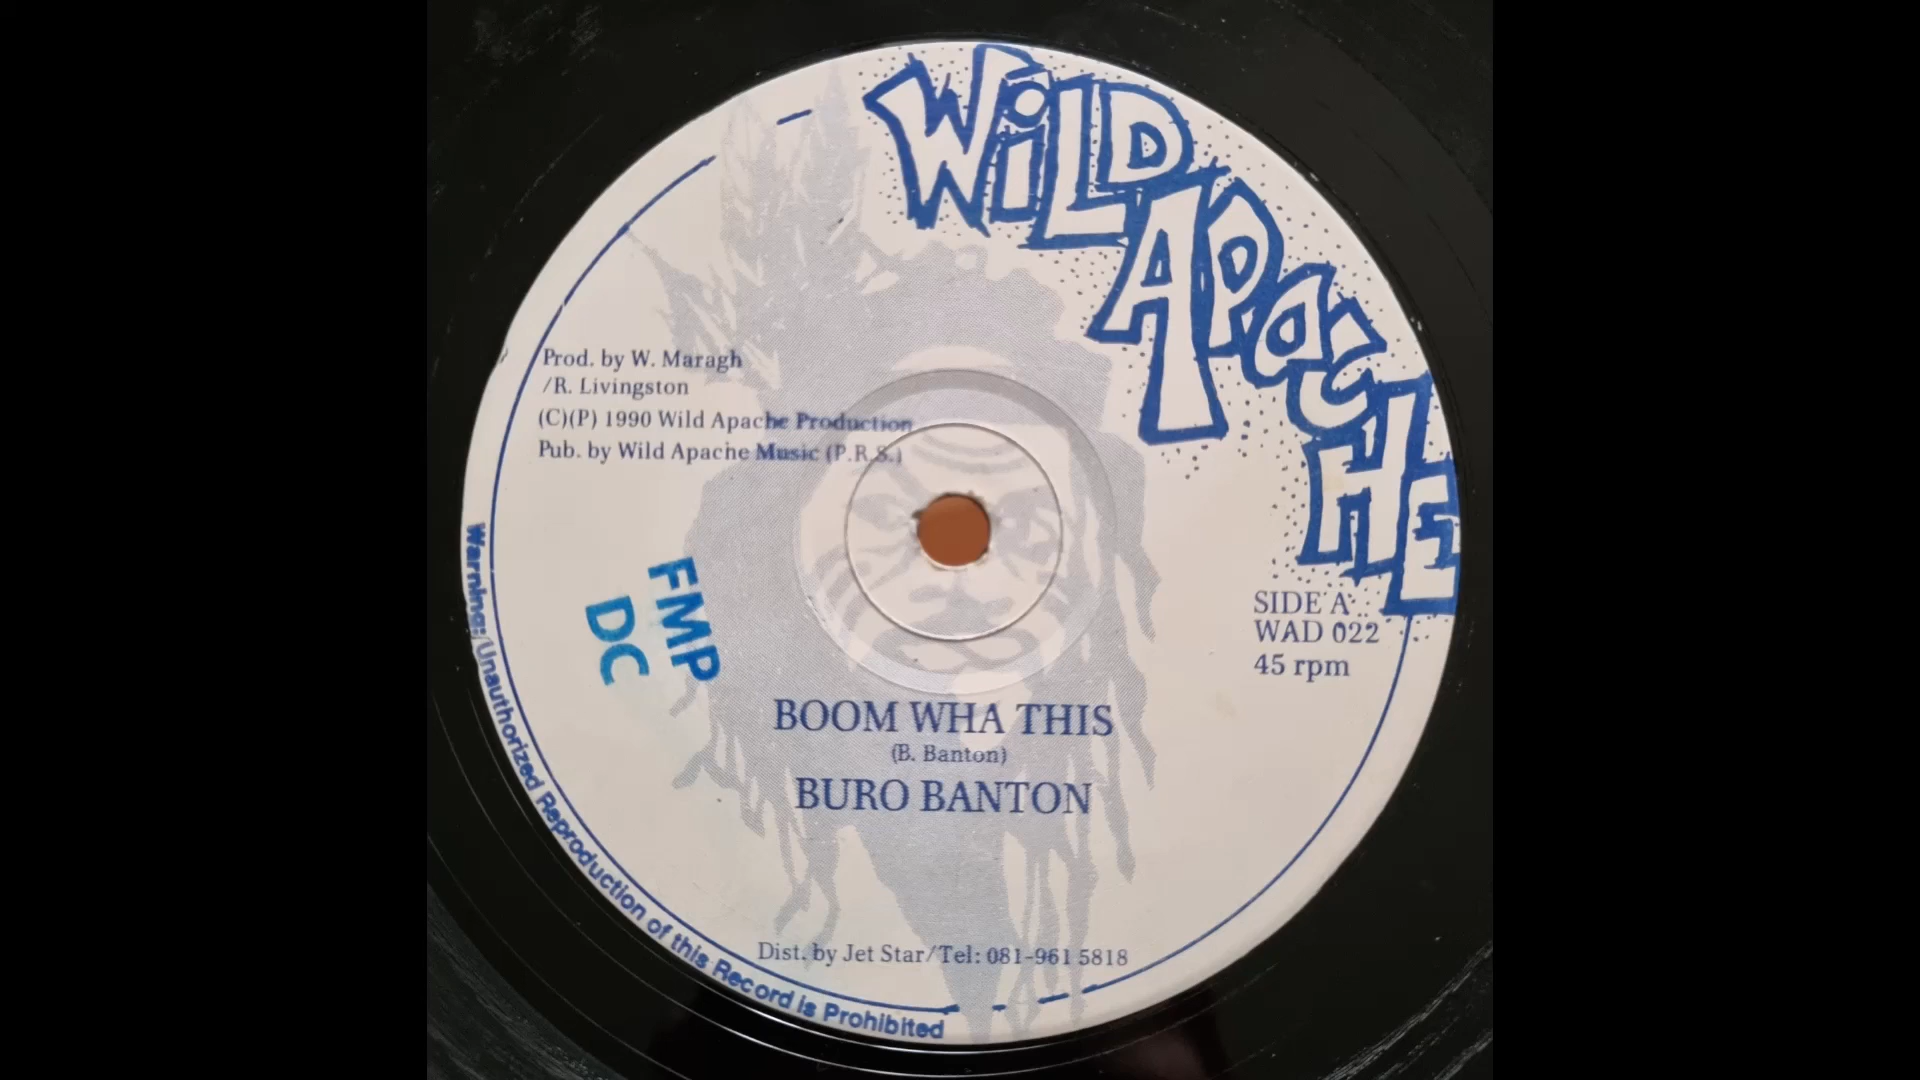 WiLD
APACHE
Prod. by W. Maragh
/R. Livingston
(C)(P) 1990 Wild Apache Production
Pub. by Wild Apache Music (P.R.S.)
FMP
DC
SIDE A
WAD 022
45 rpm
BOOM WHA THIS
(B. Banton)
BURO BANTON
Dist. by Jet Star/Tel: 081-961 5818
Warning: Unauthorized Reproduction of this Record is Prohibited